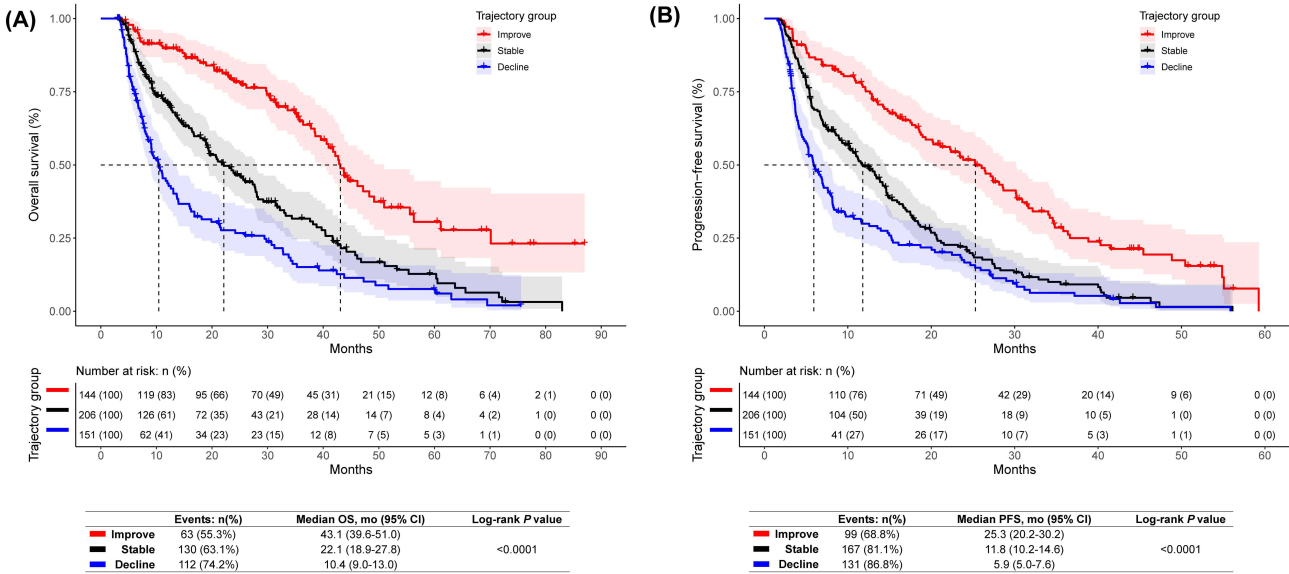 (A)
Trajectory group
Improve
Stable
Decline
Overall survival (%)
1.00
0.75
0.50
0.25
0.00
0 10 20 30 40 50 60 70 80 90
Months
Number at risk: n (%)
Trajectory group
144 (100) 119 (83) 95 (66) 70 (49) 45 (31) 21 (15) 12 (8) 6 (4) 2 (1) 0 (0)
206 (100) 126 (61) 72 (35) 43 (21) 28 (14) 14 (7) 8 (4) 4 (2) 1 (0) 0 (0)
151 (100) 62 (41) 34 (23) 23 (15) 12 (8) 7 (5) 5 (3) 1 (1) 0 (0) 0 (0)
0 10 20 30 40 50 60 70 80 90
Months
Events: n(%) Median OS, mo (95% CI) Log-rank P value
Improve 63 (55.3%) 43.1 (39.6-51.0)
Stable 130 (63.1%) 22.1 (18.9-27.8) <0.0001
Decline 112 (74.2%) 10.4 (9.0-13.0)
(B)
Trajectory group
Improve
Stable
Decline
Progression-free survival (%)
1.00
0.75
0.50
0.25
0.00
0 10 20 30 40 50 60
Months
Number at risk: n (%)
Trajectory group
144 (100) 110 (76) 71 (49) 42 (29) 20 (14) 9 (6) 0 (0)
206 (100) 104 (50) 39 (19) 18 (9) 10 (5) 1 (0) 0 (0)
151 (100) 41 (27) 26 (17) 10 (7) 5 (3) 1 (1) 0 (0)
0 10 20 30 40 50 60
Months
Events: n(%) Median PFS, mo (95% CI) Log-rank P value
Improve 99 (68.8%) 25.3 (20.2-30.2)
Stable 167 (81.1%) 11.8 (10.2-14.6) <0.0001
Decline 131 (86.8%) 5.9 (5.0-7.6)